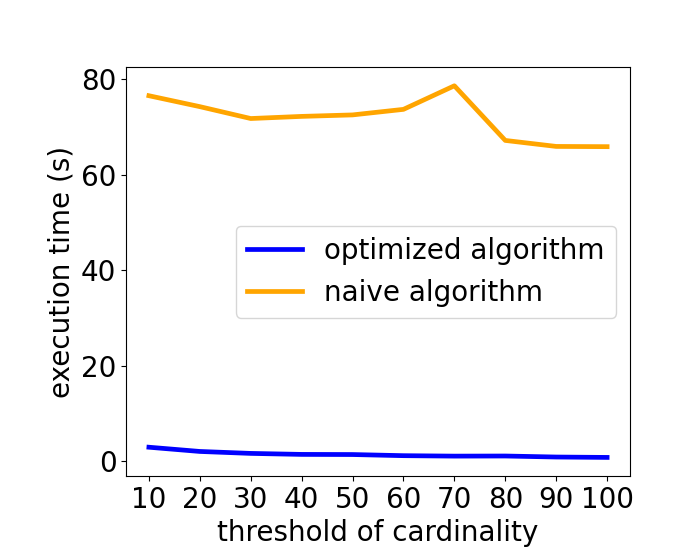 execution time (s)
80
60
40
20
0
optimized algorithm
naive algorithm
10 20 30 40 50 60 70 80 90 100
threshold of cardinality